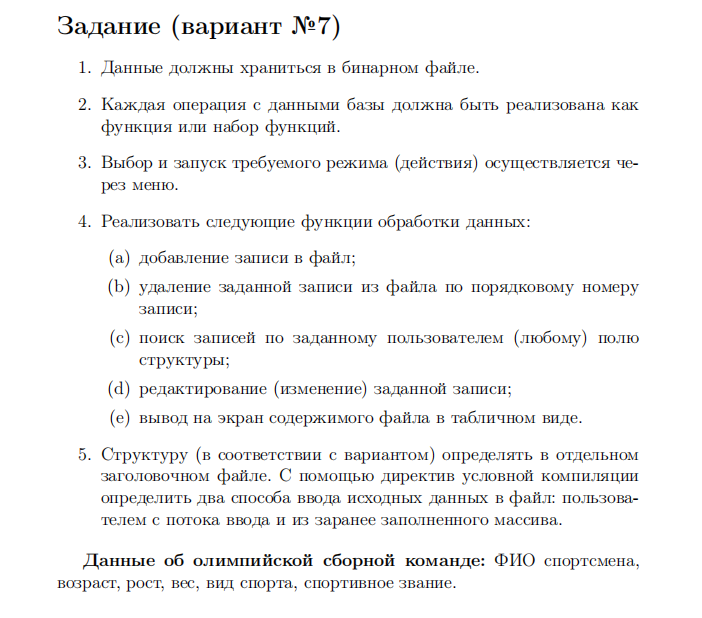 Задание (вариант №7)
1. Данные должны храниться в бинарном файле.
2. Каждая операция с данными базы должна быть реализована как
функция или набор функций.
3. Выбор и запуск требуемого режима (действия) осуществляется че-
рез меню.
4. Реализовать следующие функции обработки данных:
(a) добавление записи в файл;
(b) удаление заданной записи из файла по порядковому номеру
записи;
(c) поиск записей по заданному пользователем (любому) полю
структуры;
(d) редактирование (изменение) заданной записи;
(e) вывод на экран содержимого файла в табличном виде.
5. Структуру (в соответствии с вариантом) определять в отдельном
заголовочном файле. С помощью директив условной компиляции
определить два способа ввода исходных данных в файл: пользова-
телем с потока ввода и из заранее заполненного массива.
Данные об олимпийской сборной команде: ФИО спортсмена,
возраст, рост, вес, вид спорта, спортивное звание.